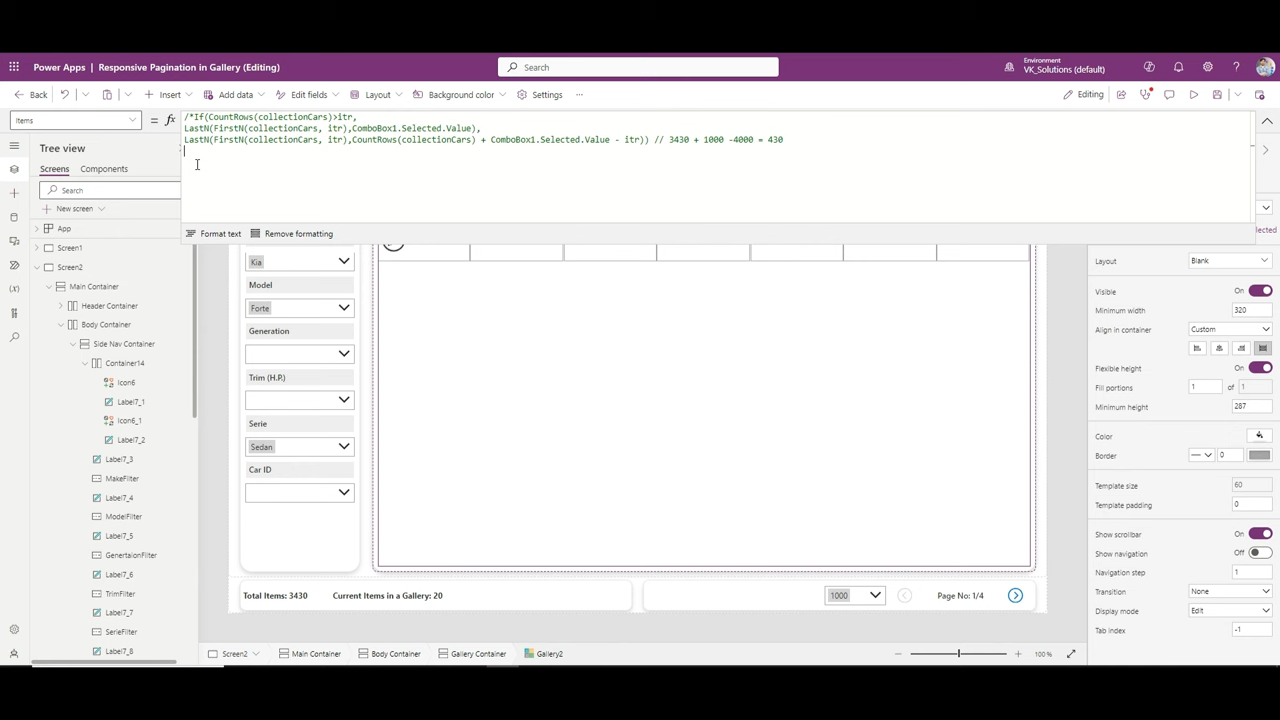 Power Apps | Responsive Pagination in Gallery (Editing)
Search
Environment
VK_Solutions (default)
Back
Insert
Add data
Edit fields
Layout
Background color
Settings
Editing
Items
= fx
/*If(CountRows(collectionCars)>itr,
LastN(FirstN(collectionCars, itr),ComboBox1.Selected.Value),
LastN(FirstN(collectionCars, itr),CountRows(collectionCars) + ComboBox1.Selected.Value - itr)) // 3430 + 1000 -4000 = 430
Format text
Remove formatting
Tree view
Screens
Components
Search
New screen
App
Screen1
Screen2
Main Container
Header Container
Body Container
Side Nav Container
Container14
Icon6
Label7_1
Icon6_1
Label7_2
Label7_3
MakeFilter
Label7_4
ModelFilter
Label7_5
GenertaionFilter
Label7_6
TrimFilter
Label7_7
SerieFilter
Label7_8
Kia
Model
Forte
Generation
Trim (H.P.)
Serie
Sedan
Car ID
Total Items: 3430
Current Items in a Gallery: 20
1000
Page No: 1/4
Screen2
Main Container
Body Container
Gallery Container
Gallery2
100 %
Layout
Blank
Visible
On
Minimum width
320
Align in container
Custom
Flexible height
On
Fill portions
1
of
1
Minimum height
287
Color
Border
0
Template size
60
Template padding
0
Show scrollbar
On
Show navigation
Off
Navigation step
1
Transition
None
Display mode
Edit
Tab index
-1